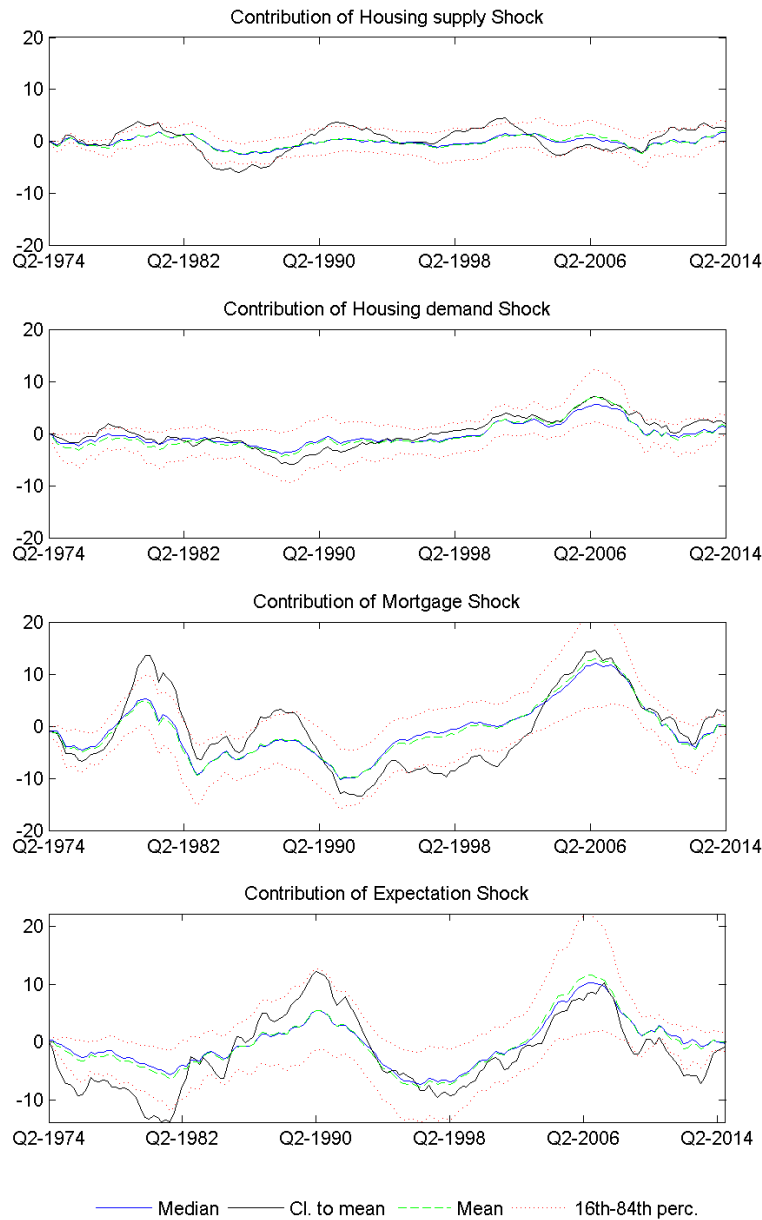 Contribution of Housing supply Shock
20
10
0
-10
-20
Q2-1974 Q2-1982 Q2-1990 Q2-1998 Q2-2006 Q2-2014
Contribution of Housing demand Shock
20
10
0
-10
-20
Q2-1974 Q2-1982 Q2-1990 Q2-1998 Q2-2006 Q2-2014
Contribution of Mortgage Shock
20
10
0
-10
-20
Q2-1974 Q2-1982 Q2-1990 Q2-1998 Q2-2006 Q2-2014
Contribution of Expectation Shock
20
10
0
-10
Q2-1974 Q2-1982 Q2-1990 Q2-1998 Q2-2006 Q2-2014
Median Cl. to mean Mean 16th-84th perc.